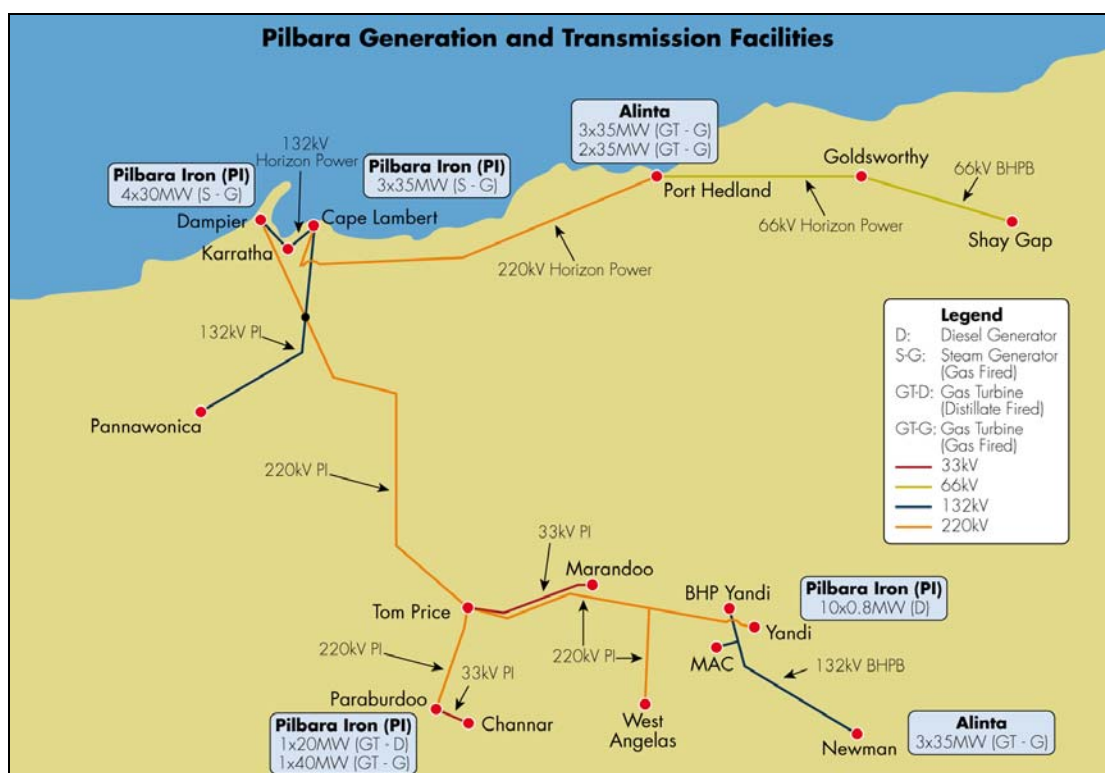 Pilbara Generation and Transmission Facilities
Alinta
3x35MW (GT - G)
2x35MW (GT - G)
132kV
Horizon Power
Pilbara Iron (PI)
4x30MW (S - G)
Pilbara Iron (PI)
3x35MW (S - G)
Goldsworthy
66kV BHPB
Port Hedland
Dampier
Cape Lambert
Karratha
66kV Horizon Power
Shay Gap
220kV Horizon Power
132kV PI
Pannawonica
Legend
D: Diesel Generator
S-G: Steam Generator
(Gas Fired)
GT-D: Gas Turbine
(Distillate Fired)
GT-G: Gas Turbine
(Gas Fired)
33kV
66kV
132kV
220kV
220kV PI
33kV PI
Marandoo
BHP Yandi
Pilbara Iron (PI)
10x0.8MW (D)
Tom Price
Yandi
220kV PI
33kV PI
220kV PI
MAC
132kV BHPB
Paraburdoo
Channar
West
Angelas
Newman
Pilbara Iron (PI)
1x20MW (GT - D)
1x40MW (GT - G)
Alinta
3x35MW (GT - G)